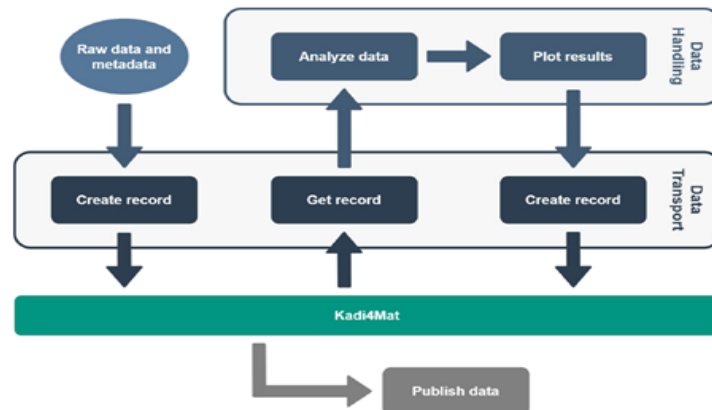 Raw data and
metadata
Analyze data
Plot results
Data
Handling
Create record
Get record
Create record
Data
Transport
Kadi4Mat
Publish data